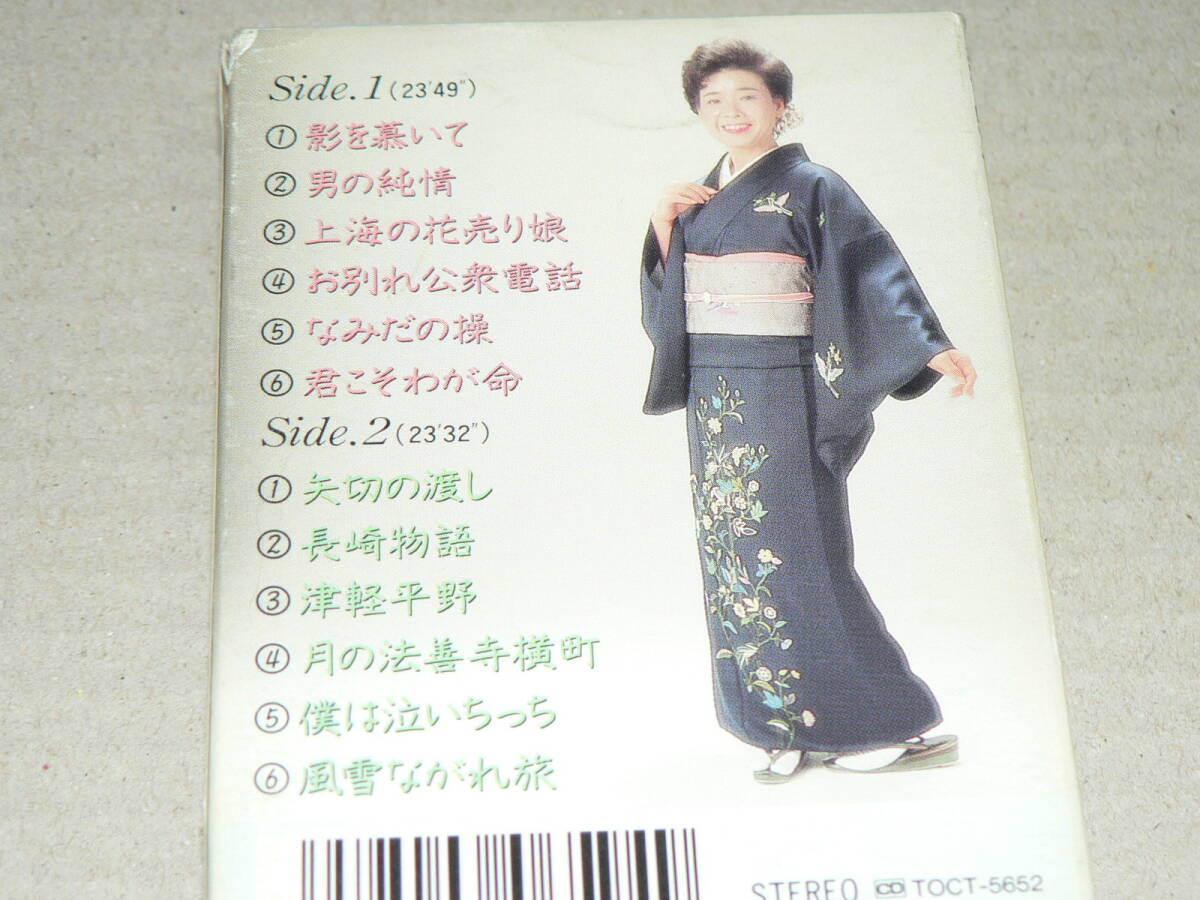 Side.1(23'49")
① 影を慕いて
② 男の純情
③ 上海の花売り娘
④ お別れ公衆電話
⑤ なみだの操
⑥ 君こそわが命
Side.2(23'32")
① 矢切の渡し
② 長崎物語
③ 津軽平野
④ 月の法善寺横町
⑤ 僕は泣いちっち
⑥ 風雪ながれ旅
STEREO CD TOCT-5652